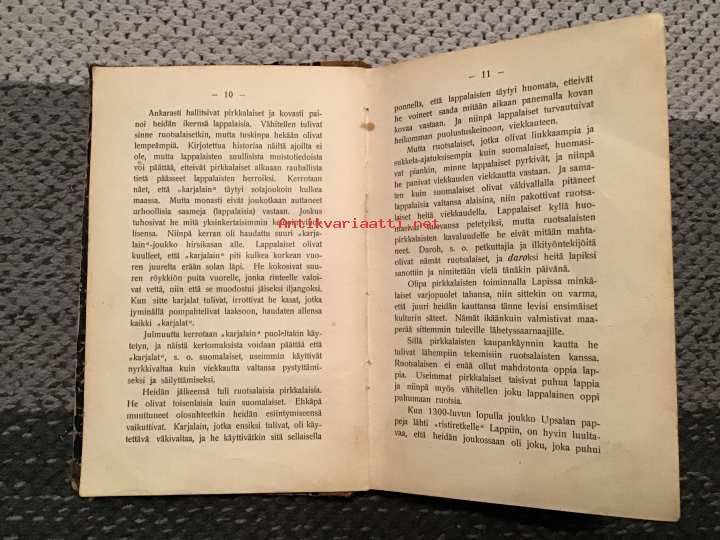 — 10 —
Ankarasti hallitsivat pirkkalaiset ja kovasti pai-
noi heidän ikeensä lappalaisia. Vähitellen tulivat
sinne ruotsalaisetkin, mutta tuskinpa hekään olivat
lempeämpiä. Kirjotettua historiaa näiltä ajoilta ei
ole, mutta lappalaisten suullisista muistotiedoista
voi päättää, etteivät pirkkalaiset aikaan rauhallista
tietä päässeet lappalaisten herroiksi. Kerrotaan
näet, että „karjalain“ täytyi sotajoukoin kulkea
maassa. Mutta monasti eivät joukotkaan auttaneet
urhoollisia saameja (lappalaisia) vastaan. Joskus
tuhosivat he mitä yksinkertaisimmin
lisensa. Niinpä kerran oli haudattu suuri „karja-
lain“-joukko hirsikasan alle. Lappalaiset olivat
kuulleet, että „karjalain“ piti kulkea korkean vuo-
ren juurelta erään solan läpi. He kokosivat suu-
ren röykkiön puita vuorelle, jonka rinteelle valoi-
vat vettä, niin että se muodostui jäiseksi iljangoksi.
Kun sitte karjalat tulivat, irrottivat he kasat, jotka
jyminällä pompahtelivat laaksoon, haudaten allensa
kaikki „karjalat“.
Julmuutta kerrotaan „karjalain“ puoleltakin käy-
tetyn, ja näistä kertomuksista voidaan päättää että
„karjalat“, s. o. suomalaiset, useimmin käyttivät
nyrkkivaltaa kuin viekkautta valtansa pystyttämi-
seksi ja säilyttämiseksi.
Heidän jälkeensä tuli ruotsalaisia pirkkalaisia.
He olivat toisenlaisia kuin suomalaiset. Ehkäpä
muuttuneet olosuhteetkin heidän esiintymiseensä
vaikuttivat. Karjalain, jotka ensiksi tulivat, oli käy-
tettävä väkivaltaa, ja he käyttivätkin sitä sellaisella
— 11 —
ponnella, että lappalaisten täytyi huomata, etteivät
he voineet saada mitään aikaan panemalla kovan
kovaa vastaan. Ja niinpä lappalaiset turvautuivat
heikomman puolustuskeinoon, viekkauteen.
Mutta ruotsalaiset, jotka olivat liukkaampia ja
sukkela-ajatuksisempia kuin suomalaiset, huomasi-
vat piankin, minne lappalaiset pyrkivät, ja niinpä
he panivat viekkauden viekkautta vastaan. Ja sama-
ten kuin suomalaiset olivat väkivallalla pitäneet
lappalaisia valtansa alaisina, niin pakottivat ruotsa-
laiset heitä viekkaudella. Lappalaiset kyllä huo-
masivat tulevansa petetyiksi, mutta ruotsalaisten
pirkkalaisten kavaluudelle he eivät mitään mahta-
neet. Daroh, s. o. petkuttajia ja ilkityöntekijöitä
olivat nämät ruotsalaiset, ja daroksi heitä lapiksi
sanottiin ja nimitetään vielä tänäkin päivänä.
Olipa pirkkalaisten toiminnalla Lapissa minkä-
laiset varjopuolet tahansa, niin sittekin on varma,
että juuri heidän kauttansa tänne levisi ensimäiset
kulturin säteet. Nämät ikäänkuin valmistivat maa-
perää sittemmin tuleville lähetyssaarnaajille.
Sillä pirkkalaisten kaupankäynnin kautta he
tulivat lähempiin tekemisiin ruotsalaisten kanssa.
Ruotsalaisen ei enää ollut mahdotonta oppia lap-
pia. Useimmat pirkkalaiset taisivat puhua lappia
ja niinpä myös vähitellen joku lappalainen oppi
puhumaan ruotsia.
Kun 1300-luvun lopulla joukko Upsalan pap-
peja lähti „ristiretkelle“ Lappiin, on hyvin luulta-
vaa, että heidän joukossaan oli joku, joka puhui
Antikvariaatti.net